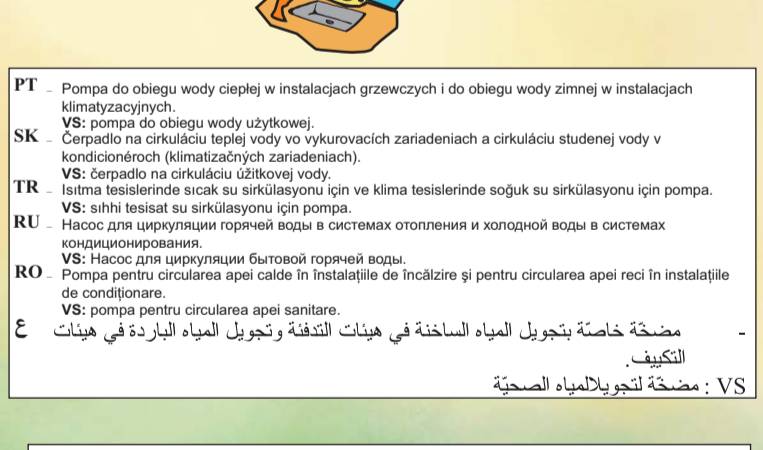 PT - Pompa do obiegu wody ciepłej w instalacjach grzewczych i do obiegu wody zimnej w instalacjach
klimatyzacyjnych.
VS: pompa do obiegu wody użytkowej.
SK - Čerpadlo na cirkuláciu teplej vody vo vykurovacích zariadeniach a cirkuláciu studenej vody v
kondicionéroch (klimatizačných zariadeniach).
VS: čerpadlo na cirkuláciu úžitkovej vody.
TR - Isıtma tesislerinde sıcak su sirkülasyonu için ve klima tesislerinde soğuk su sirkülasyonu için pompa.
VS: sıhhi tesisat su sirkülasyonu için pompa.
RU - Насос для циркуляции горячей воды в системах отопления и холодной воды в системах
кондиционирования.
VS: Насос для циркуляции бытовой горячей воды.
RO - Pompa pentru circularea apei calde în înstalațiile de încălzire şi pentru circularea apei reci în instalațiile
de condiționare.
VS: pompa pentru circularea apei sanitare.
- مضخّة خاصّة بتجويل المياه الساخنة في هيئات التدفئة وتجويل المياه الباردة في هيئات ع
التكييف.
VS : مضخّة لتجويلالمياه الصحيّة